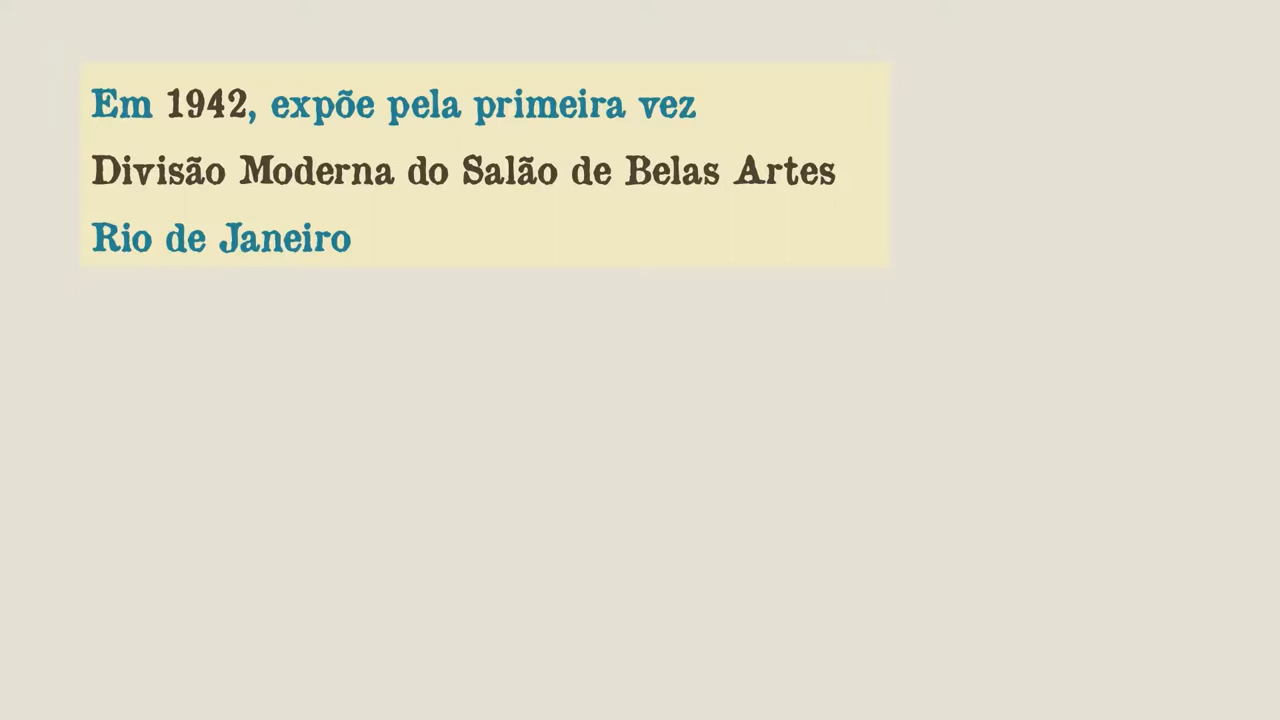 Em 1942, expõe pela primeira vez
Divisão Moderna do Salão de Belas Artes
Rio de Janeiro